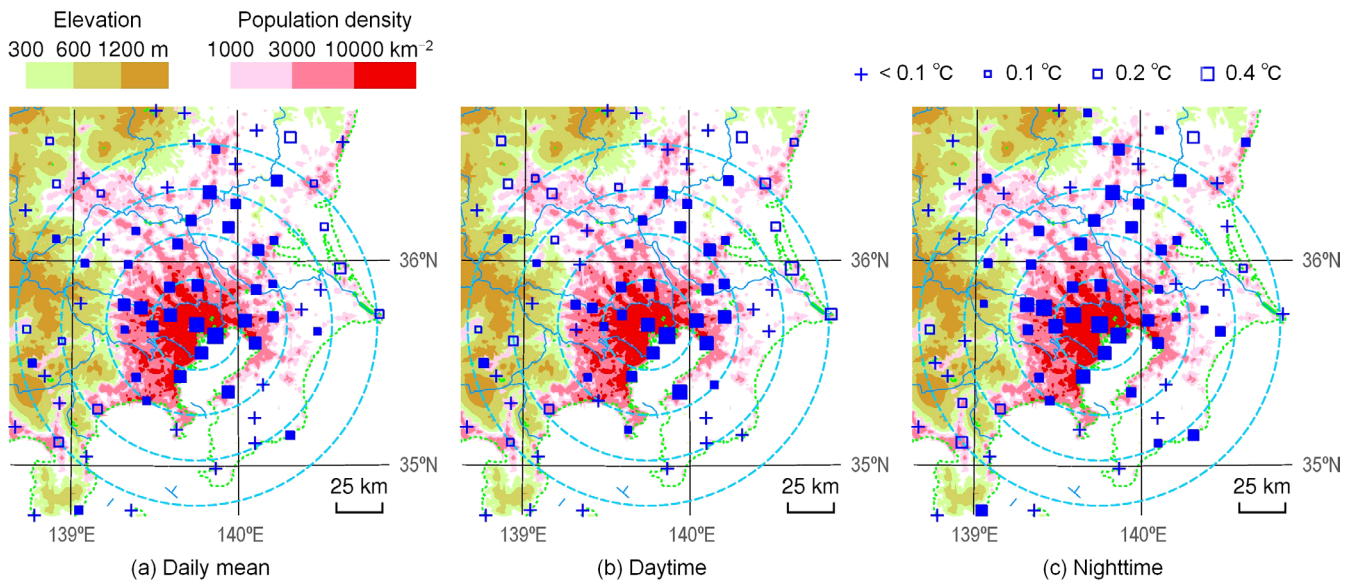 Elevation
Population density
300 600 1200 m
1000 3000 10000 km⁻²
< 0.1 °C
0.1 °C
0.2 °C
0.4 °C
36ºN
36ºN
36ºN
35ºN
35ºN
35ºN
25 km
25 km
25 km
139ºE
140ºE
139ºE
140ºE
139ºE
140ºE
(a) Daily mean
(b) Daytime
(c) Nighttime